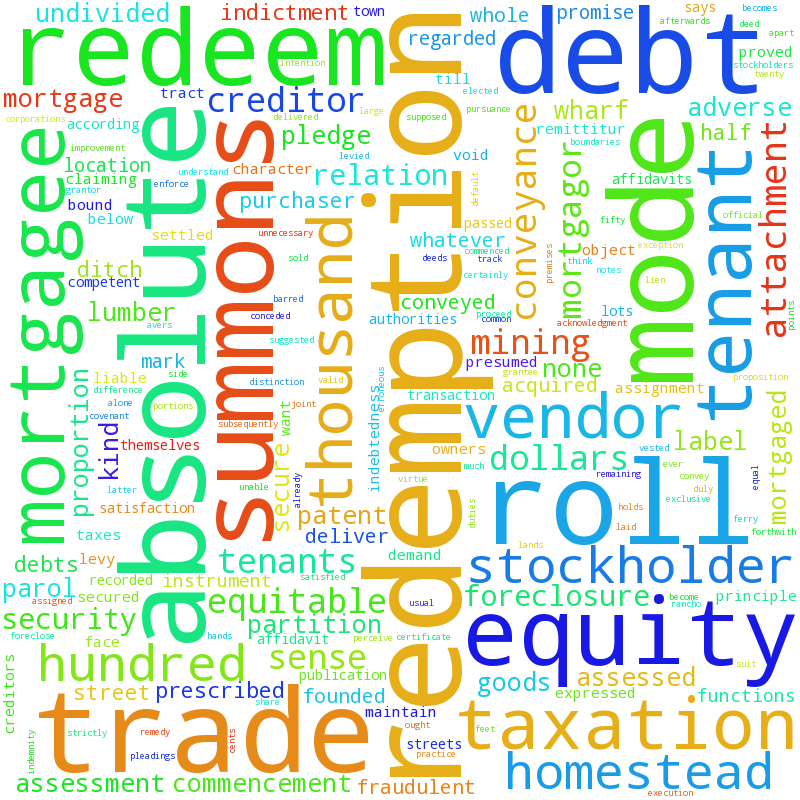 undivided
indictment
town
whole
promise
says
becomes
redeem
redemption
debt
regarded
afterwards
deed
apart
proved
stockholders
twenty
intention
till
mortgage
tract
creditor
elected
adverse
corporations
according
absolute
summons
delivered
large
supposed
pursuance
conveyance
wharf
mode
mortgagee
improvement
pledge
remittitur
half
tenant
attachment
location
understand
levied
character
relation
void
mortgagor
boundaries
claiming
grantor
enforce
default
affidavits
bound
purchaser
thousand
below
passed
fifty
official
settled
unnecessary
whatever
commenced
object
exception
ditch
sold
deeds
track
certainly
premises
think
notes
lien
competent
barred
conveyed
lumber
conceded
authorities
proceed
common
lots
acknowledgment
points
avers
suggested
mining
mark
presumed
none
side
distinction
valid
transaction
grantee
proposition
proportion
liable
difference
alone
portions
joint
indebtedness
erroneous
acquired
assignment
mortgaged
covenant
virtue
vendor
vested
kind
latter
themselves
subsequently
want
secure
owners
much
label
ever
convey
duly
exclusive
equal
dollars
remaining
unable
already
roll
satisfaction
patent
duties
holds
laid
ferry
forthwith
taxes
deliver
lands
debts
levy
tenants
demand
stockholder
parol
recorded
secured
instrument
satisfied
foreclosure
become
rancho
principle
assigned
equitable
security
usual
equity
foreclose
face
hands
affidavit
partition
perceive
certificate
suit
hundred
sense
publication
goods
assessed
creditors
street
prescribed
founded
expressed
functions
share
maintain
trade
ought
taxation
indemnity
strictly
remedy
pleadings
cents
streets
practice
feet
homestead
assessment
commencement
fraudulent
execution